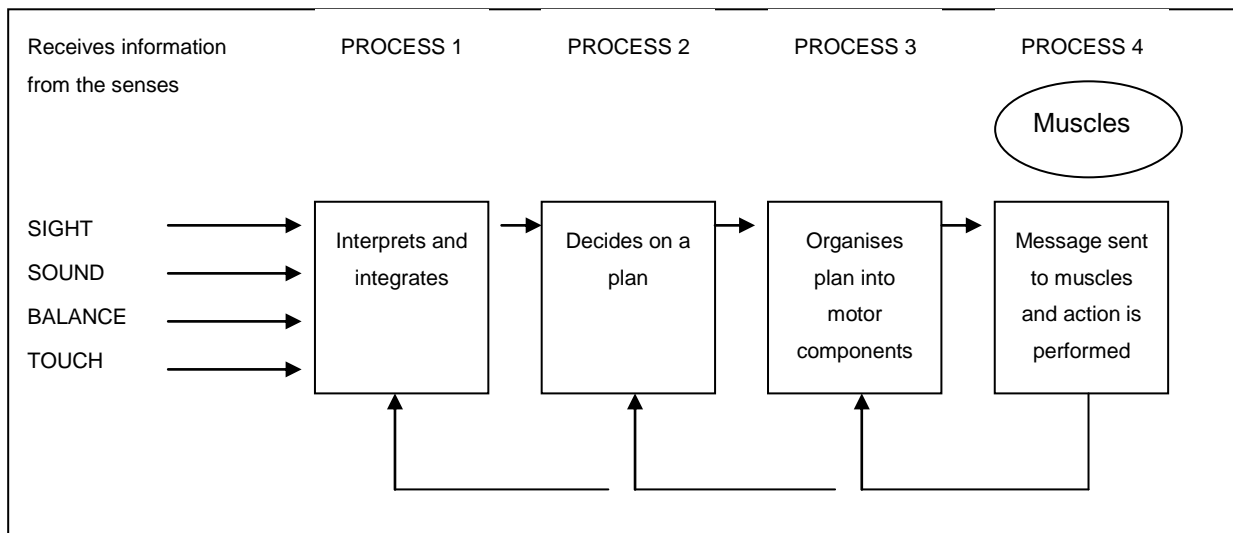 Receives information
from the senses
PROCESS 1
PROCESS 2
PROCESS 3
PROCESS 4
Muscles
SIGHT
SOUND
BALANCE
TOUCH
Interprets and
integrates
Decides on a
plan
Organises
plan into
motor
components
Message sent
to muscles
and action is
performed